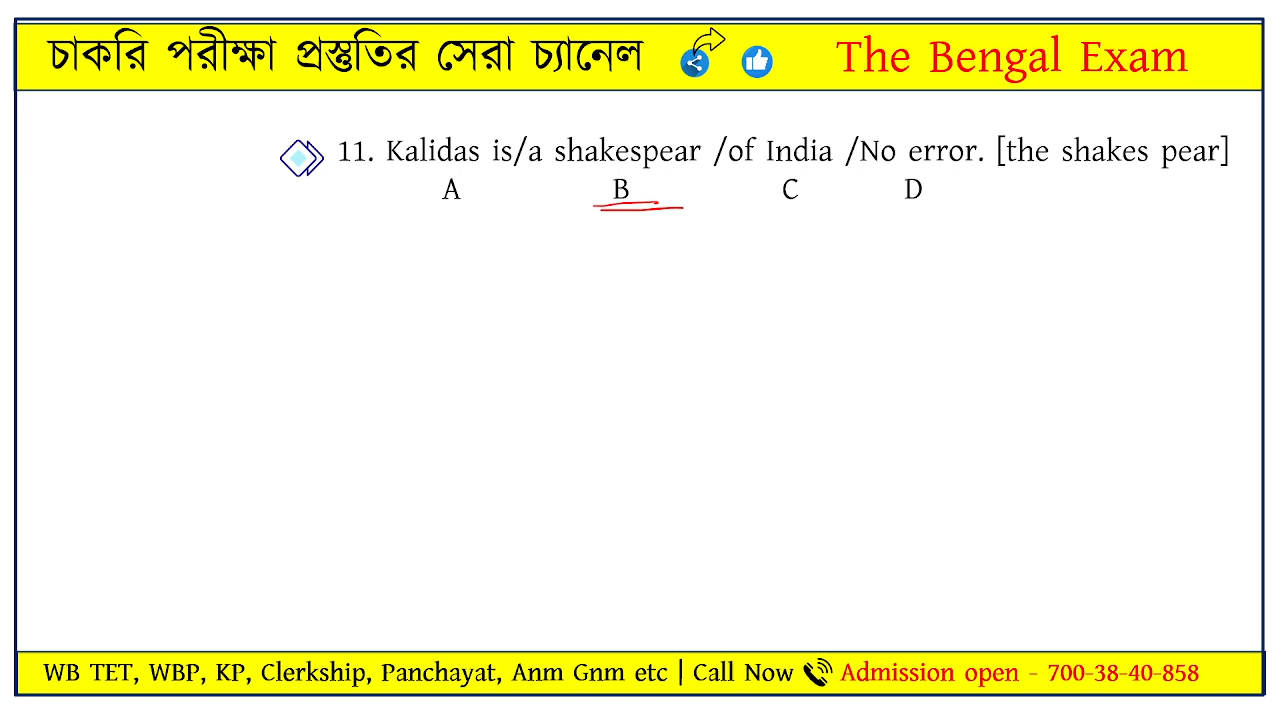 চাকরি পরীক্ষা প্রস্তুতির সেরা চ্যানেল The Bengal Exam
11. Kalidas is/a shakespear /of India /No error. [the shakes pear]
A B C D
WB TET, WBP, KP, Clerkship, Panchayat, Anm Gnm etc | Call Now Admission open - 700-38-40-858